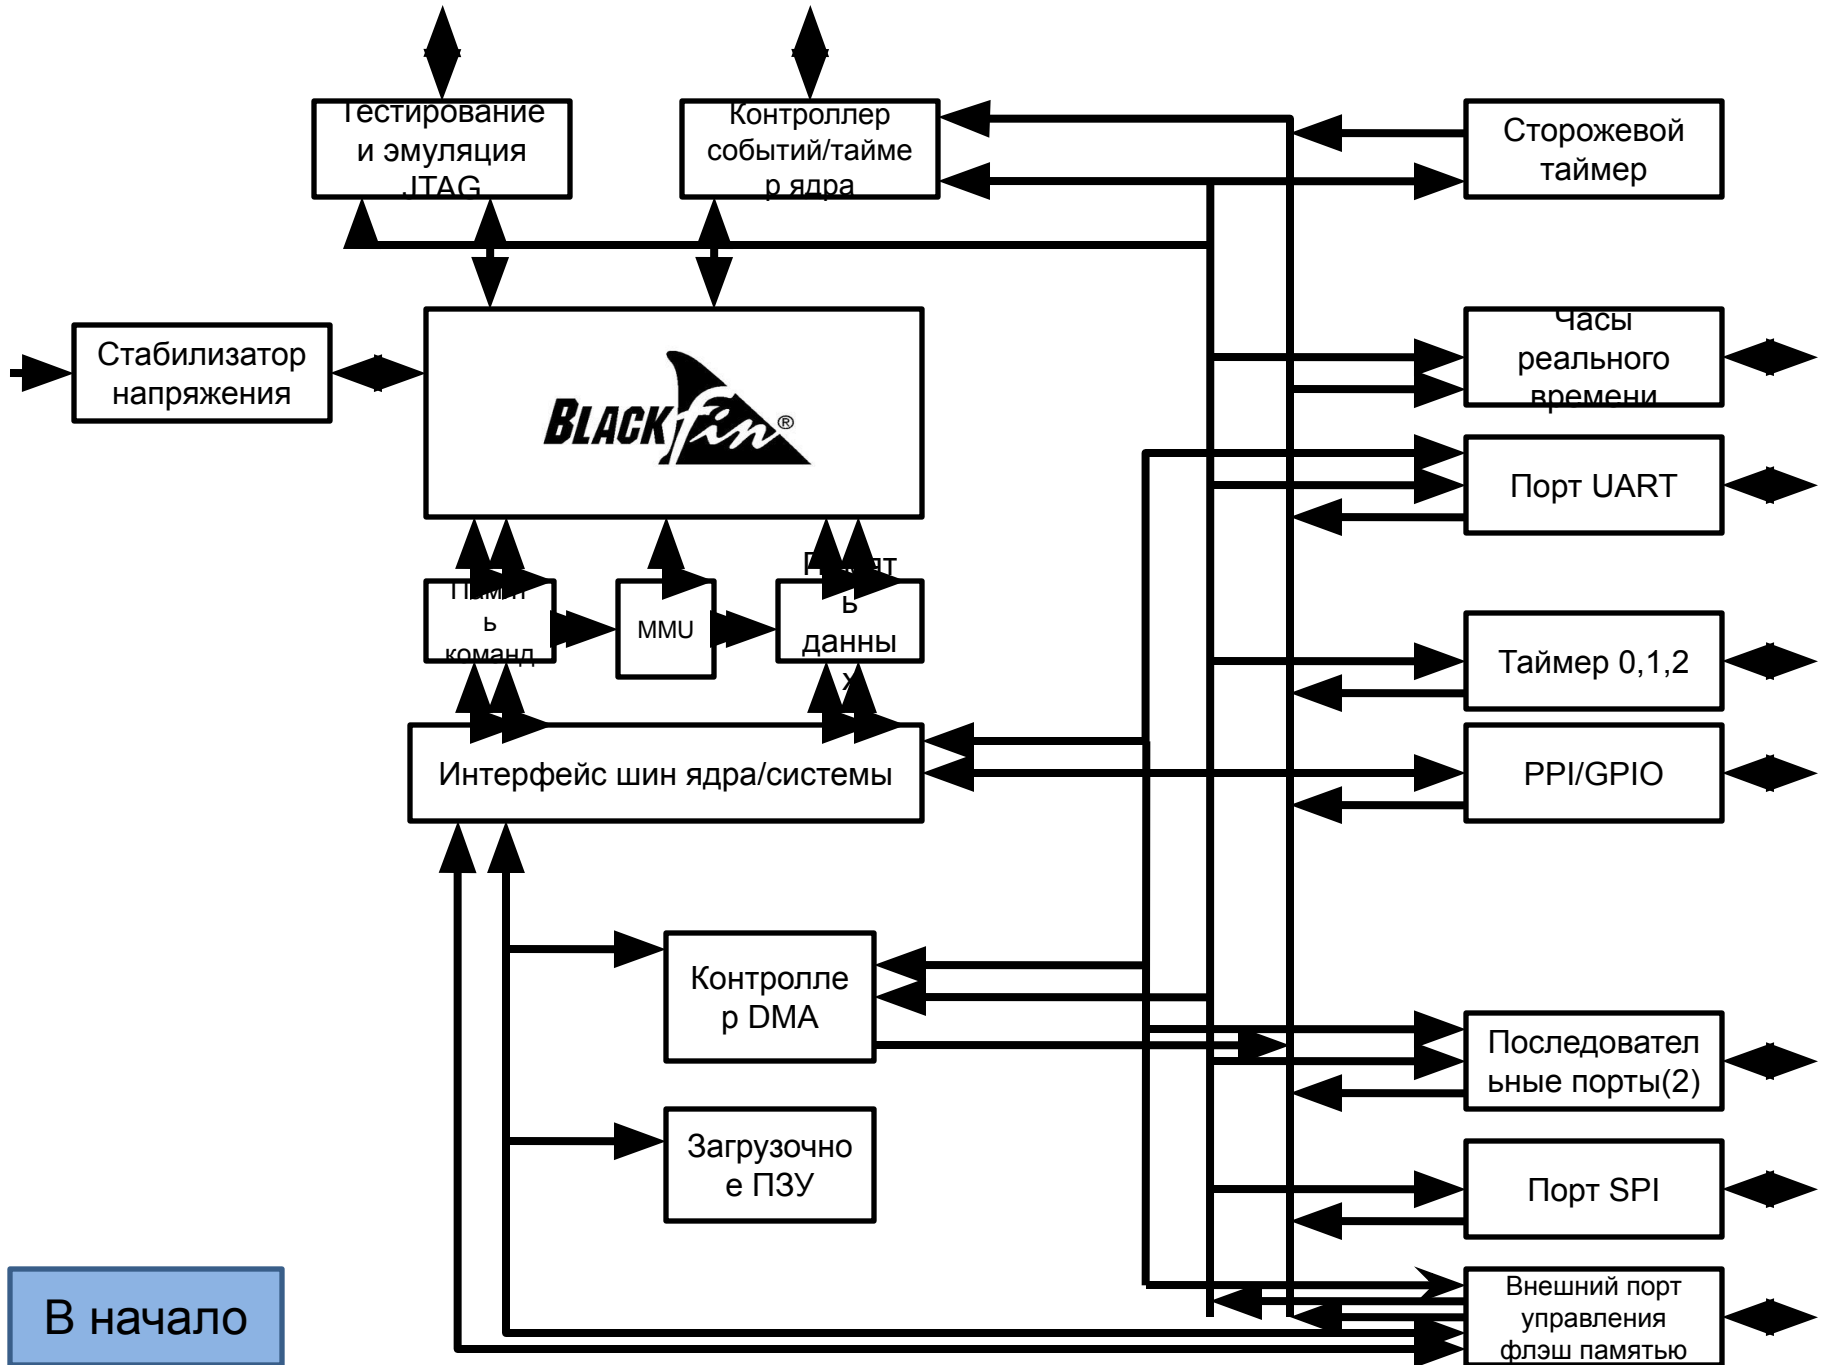 Тестирование
и эмуляция
JTAG
Контроллер
событий/тайме
р ядра
Сторожевой
таймер
Стабилизатор
напряжения
BLACKfin®
Часы
реального
времени
Порт UART
ь
команд
MMU
ь
данны
х
Таймер 0,1,2
Интерфейс шин ядра/системы
PPI/GPIO
Контролле
р DMA
Последовател
ьные порты(2)
Загрузочно
е ПЗУ
Порт SPI
Внешний порт
управления
флэш памятью
В начало